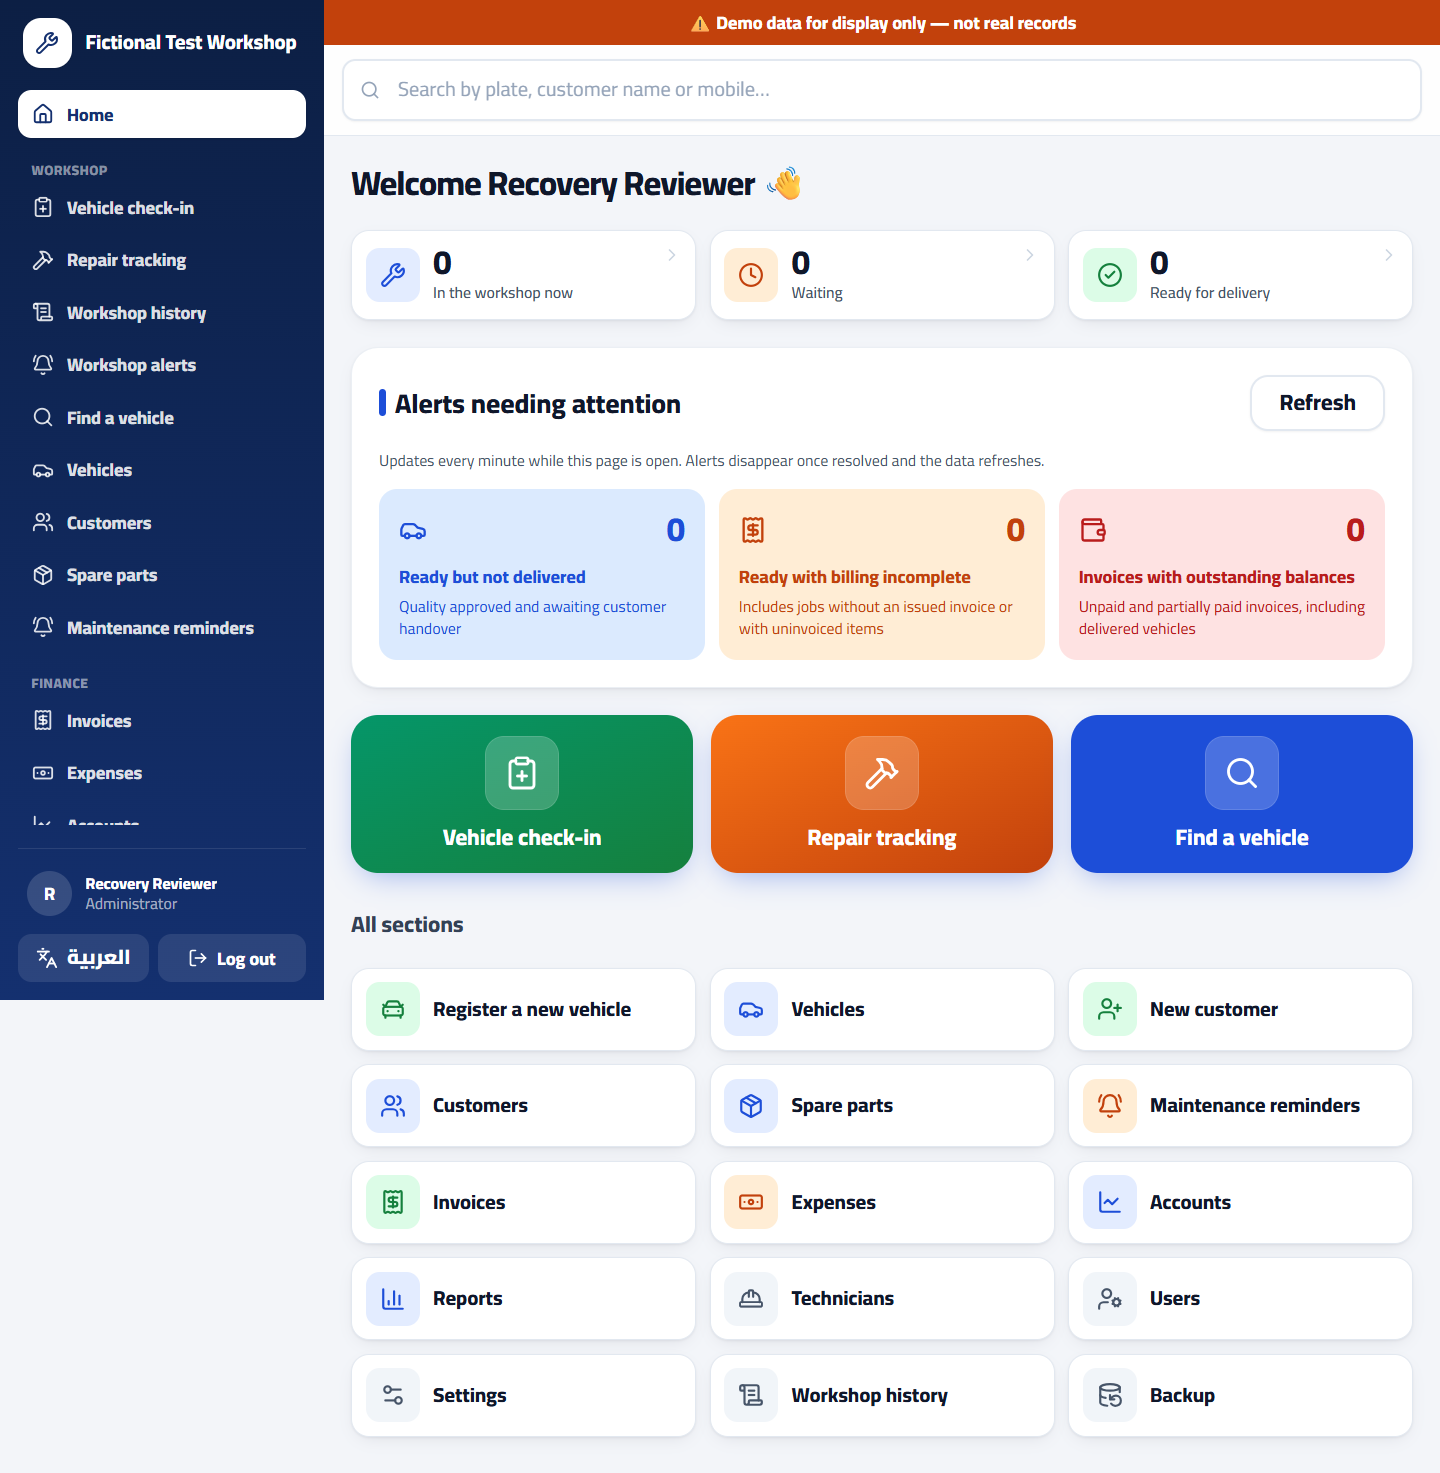 Fictional Test Workshop
Home
WORKSHOP
Vehicle check-in
Repair tracking
Workshop history
Workshop alerts
Find a vehicle
Vehicles
Customers
Spare parts
Maintenance reminders
FINANCE
Invoices
Expenses
Accounts
R
Recovery Reviewer
Administrator
العربية
Log out
Demo data for display only — not real records
Search by plate, customer name or mobile...
Welcome Recovery Reviewer
0
In the workshop now
0
Waiting
0
Ready for delivery
Alerts needing attention
Refresh
Updates every minute while this page is open. Alerts disappear once resolved and the data refreshes.
0
Ready but not delivered
Quality approved and awaiting customer
handover
0
Ready with billing incomplete
Includes jobs without an issued invoice or
with uninvoiced items
0
Invoices with outstanding balances
Unpaid and partially paid invoices, including
delivered vehicles
Vehicle check-in
Repair tracking
Find a vehicle
All sections
Register a new vehicle
Vehicles
New customer
Customers
Spare parts
Maintenance reminders
Invoices
Expenses
Accounts
Reports
Technicians
Users
Settings
Workshop history
Backup